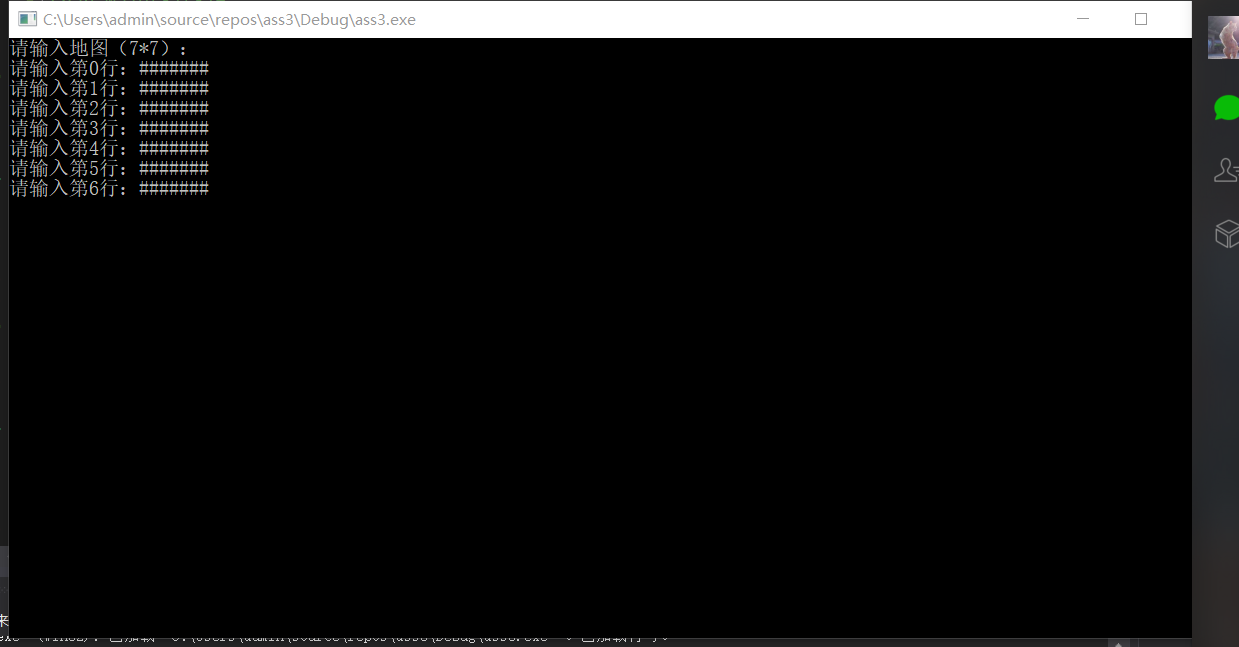 C:\Users\admin\source\repos\ass3\Debug\ass3.exe
请输入地图（7*7）：
请输入第0行：#######
请输入第1行：#######
请输入第2行：#######
请输入第3行：#######
请输入第4行：#######
请输入第5行：#######
请输入第6行：#######
来